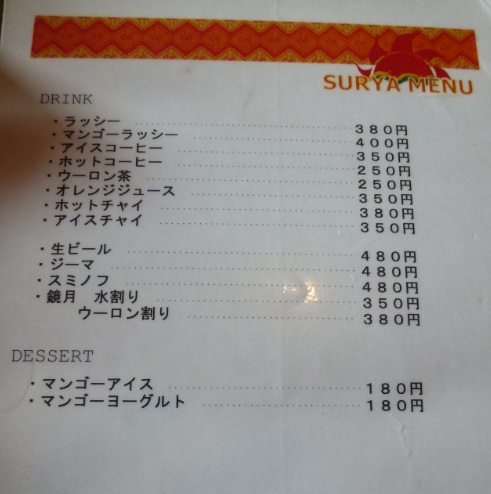 SURYA MENU
DRINK
・ラッシー 380円
・マンゴーラッシー 400円
・アイスコーヒー 350円
・ホットコーヒー 250円
・ウーロン茶 250円
・オレンジジュース 350円
・ホットチャイ 380円
・アイスチャイ 350円
・生ビール 480円
・ジーマ 480円
・スミノフ 480円
・鏡月 水割り 350円
ウーロン割り 380円
DESSERT
・マンゴーアイス 180円
・マンゴーヨーグルト 180円